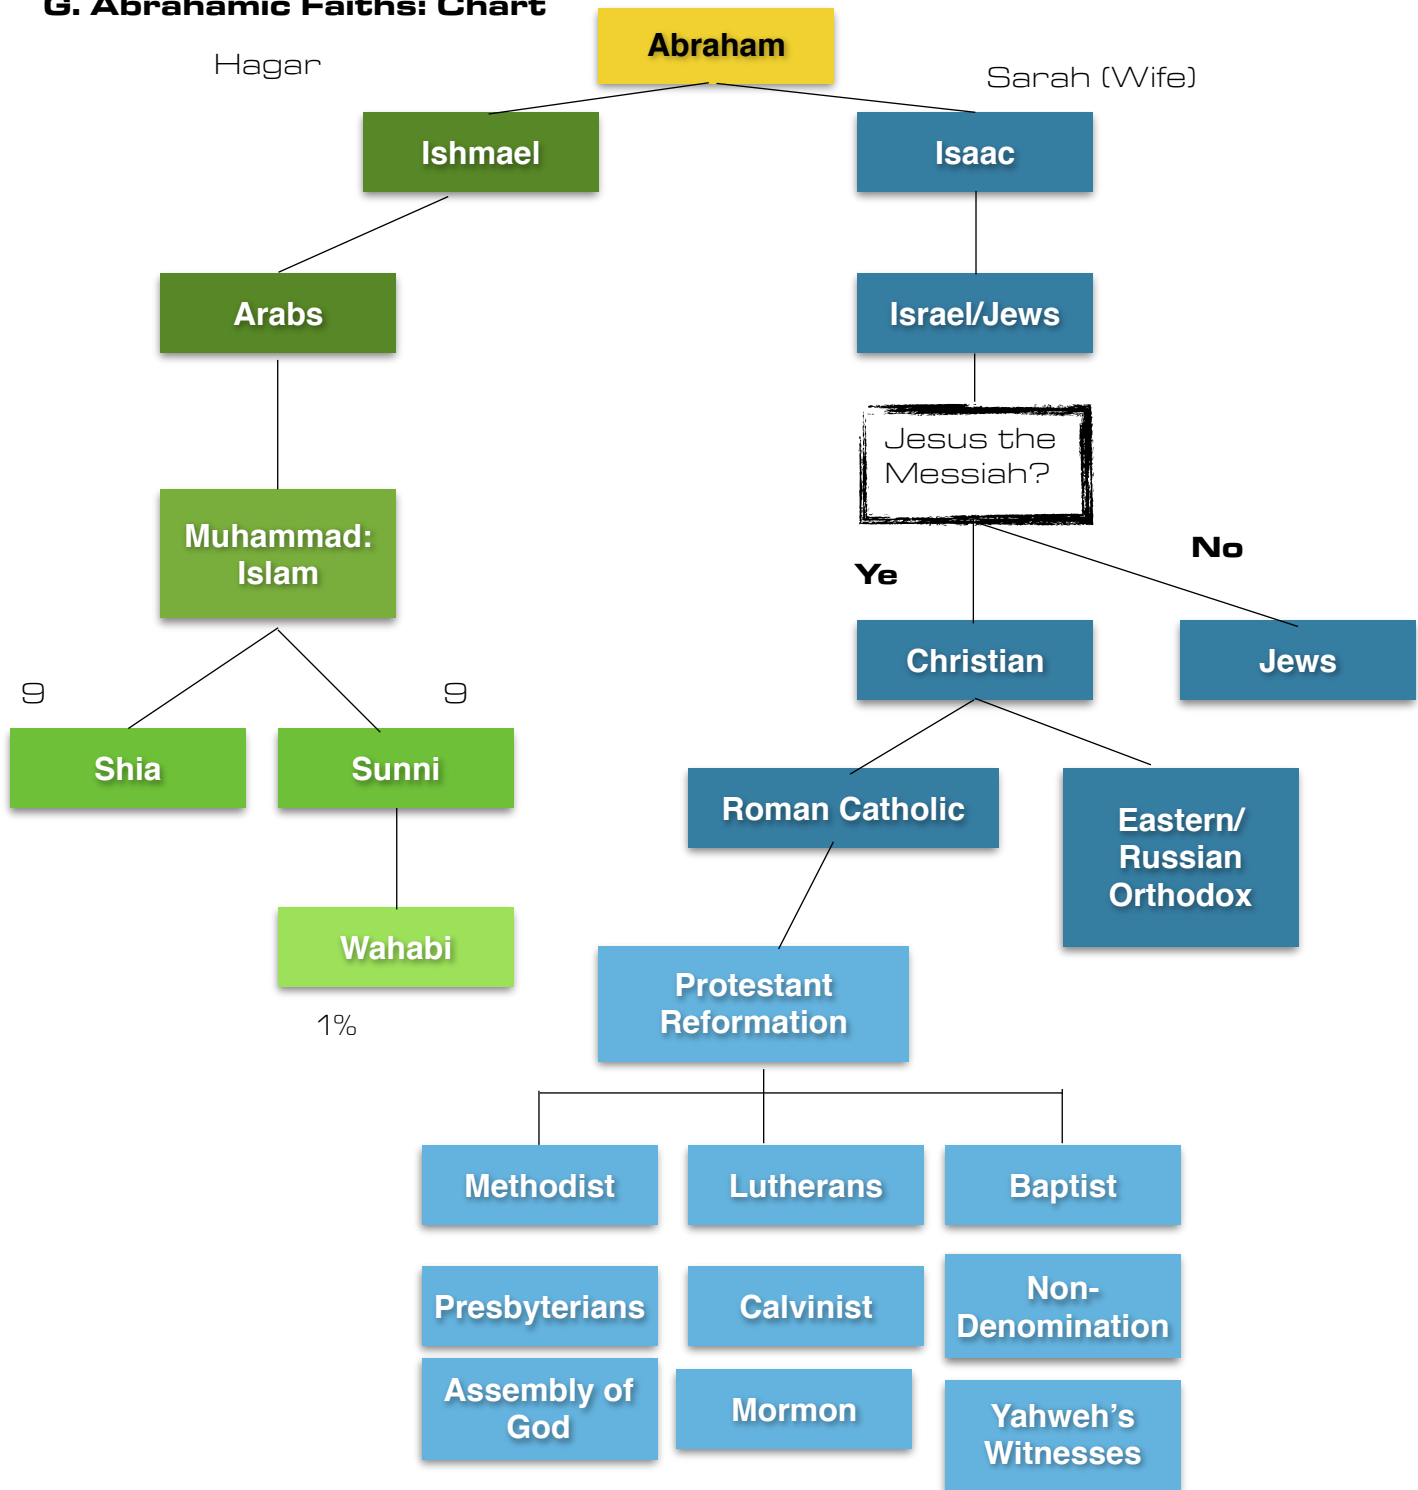 G. Abrahamic Faiths: Chart
Abraham
Hagar
Sarah (Wife)
Ishmael
Isaac
Arabs
Israel/Jews
Jesus the
Messiah?
Muhammad:
Islam
Ye
No
Christian
Jews
9
9
Shia
Sunni
Roman Catholic
Eastern/
Russian
Orthodox
Wahabi
1%
Protestant
Reformation
Methodist
Lutherans
Baptist
Presbyterians
Calvinist
Non-
Denomination
Assembly of
God
Mormon
Yahweh's
Witnesses